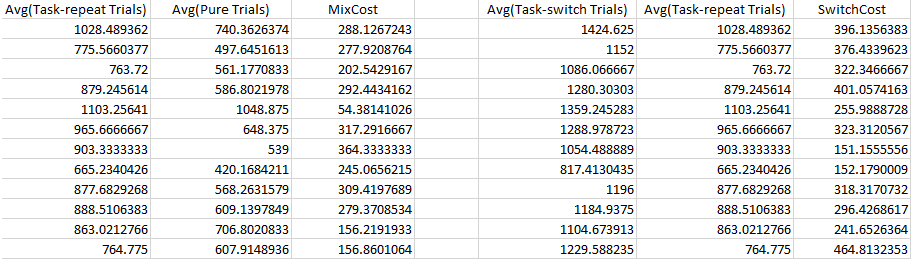 Avg(Task-repeat Trials) Avg(Pure Trials) MixCost Avg(Task-switch Trials) Avg(Task-repeat Trials) SwitchCost
1028.489362 740.3626374 288.1267243 1424.625 1028.489362 396.1356383
775.5660377 497.6451613 277.9208764 1152 775.5660377 376.4339623
763.72 561.1770833 202.5429167 1086.066667 763.72 322.3466667
879.245614 586.8021978 292.4434162 1280.30303 879.245614 401.0574163
1103.25641 1048.875 54.38141026 1359.245283 1103.25641 255.9888728
965.6666667 648.375 317.2916667 1288.978723 965.6666667 323.3120567
903.3333333 539 364.3333333 1054.488889 903.3333333 151.1555556
665.2340426 420.1684211 245.0656215 817.4130435 665.2340426 152.1790009
877.6829268 568.2631579 309.4197689 1196 877.6829268 318.3170732
888.5106383 609.1397849 279.3708534 1184.9375 888.5106383 296.4268617
863.0212766 706.8020833 156.2191933 1104.673913 863.0212766 241.6526364
764.775 607.9148936 156.8601064 1229.588235 764.775 464.8132353